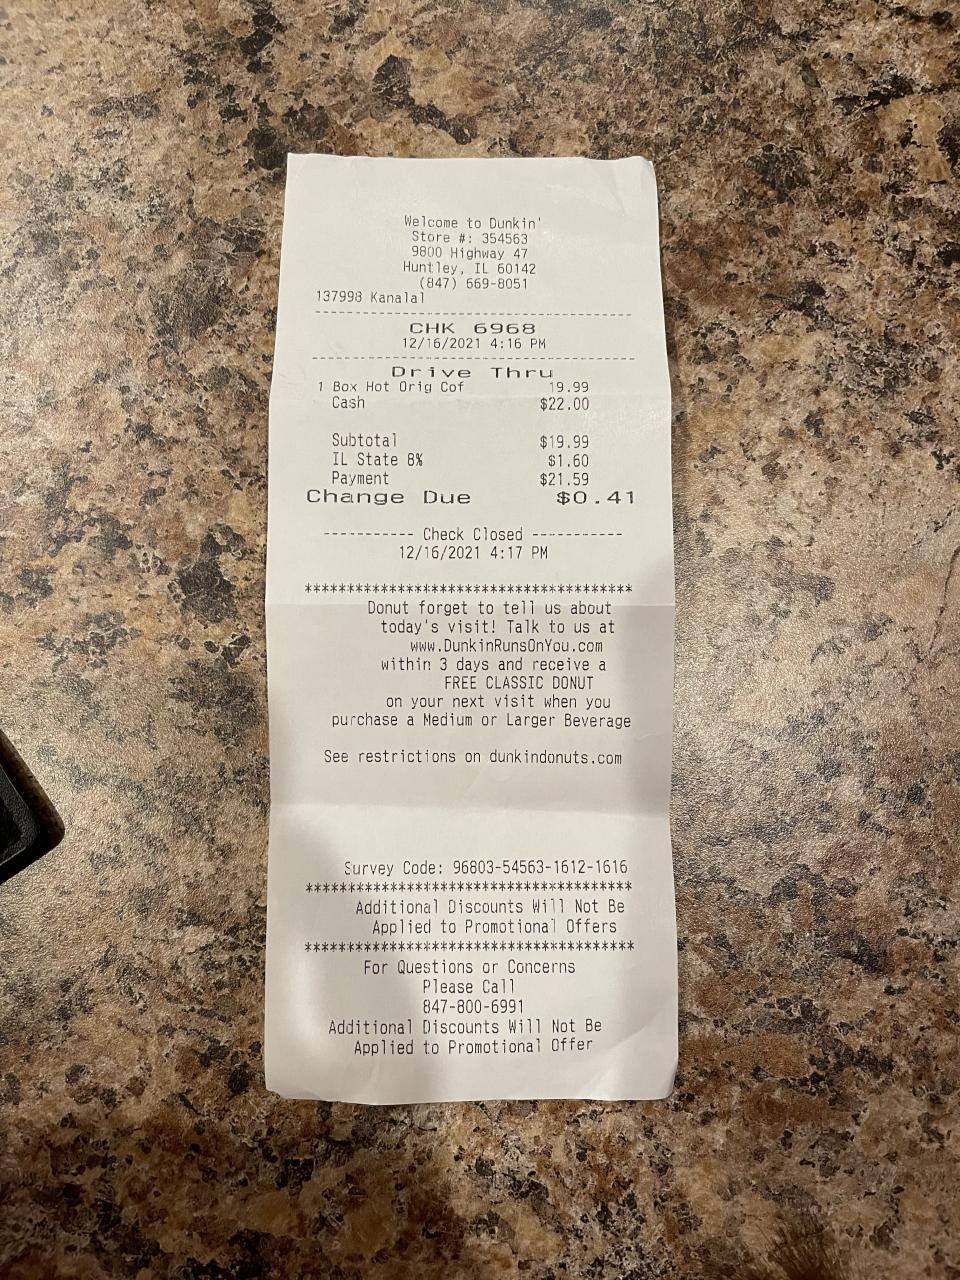 Welcome to Dunkin'
Store #: 354563
9800 Highway 47
Huntley, IL 60142
(847) 669-8051
137998 Kanalal
--------------------------------------
CHK 6968
12/16/2021 4:16 PM
--------------------------------------
Drive Thru
1 Box Hot Orig Cof 19.99
Cash $22.00
Subtotal $19.99
IL State 8% $1.60
Payment $21.59
Change Due $0.41
----------- Check Closed -----------
12/16/2021 4:17 PM
****************************************
Donut forget to tell us about
today's visit! Talk to us at
www.DunkinRunsOnYou.com
within 3 days and receive a
FREE CLASSIC DONUT
on your next visit when you
purchase a Medium or Larger Beverage
See restrictions on dunkindonuts.com
Survey Code: 96803-54563-1612-1616
****************************************
Additional Discounts Will Not Be
Applied to Promotional Offers
****************************************
For Questions or Concerns
Please Call
847-800-6991
Additional Discounts Will Not Be
Applied to Promotional Offer